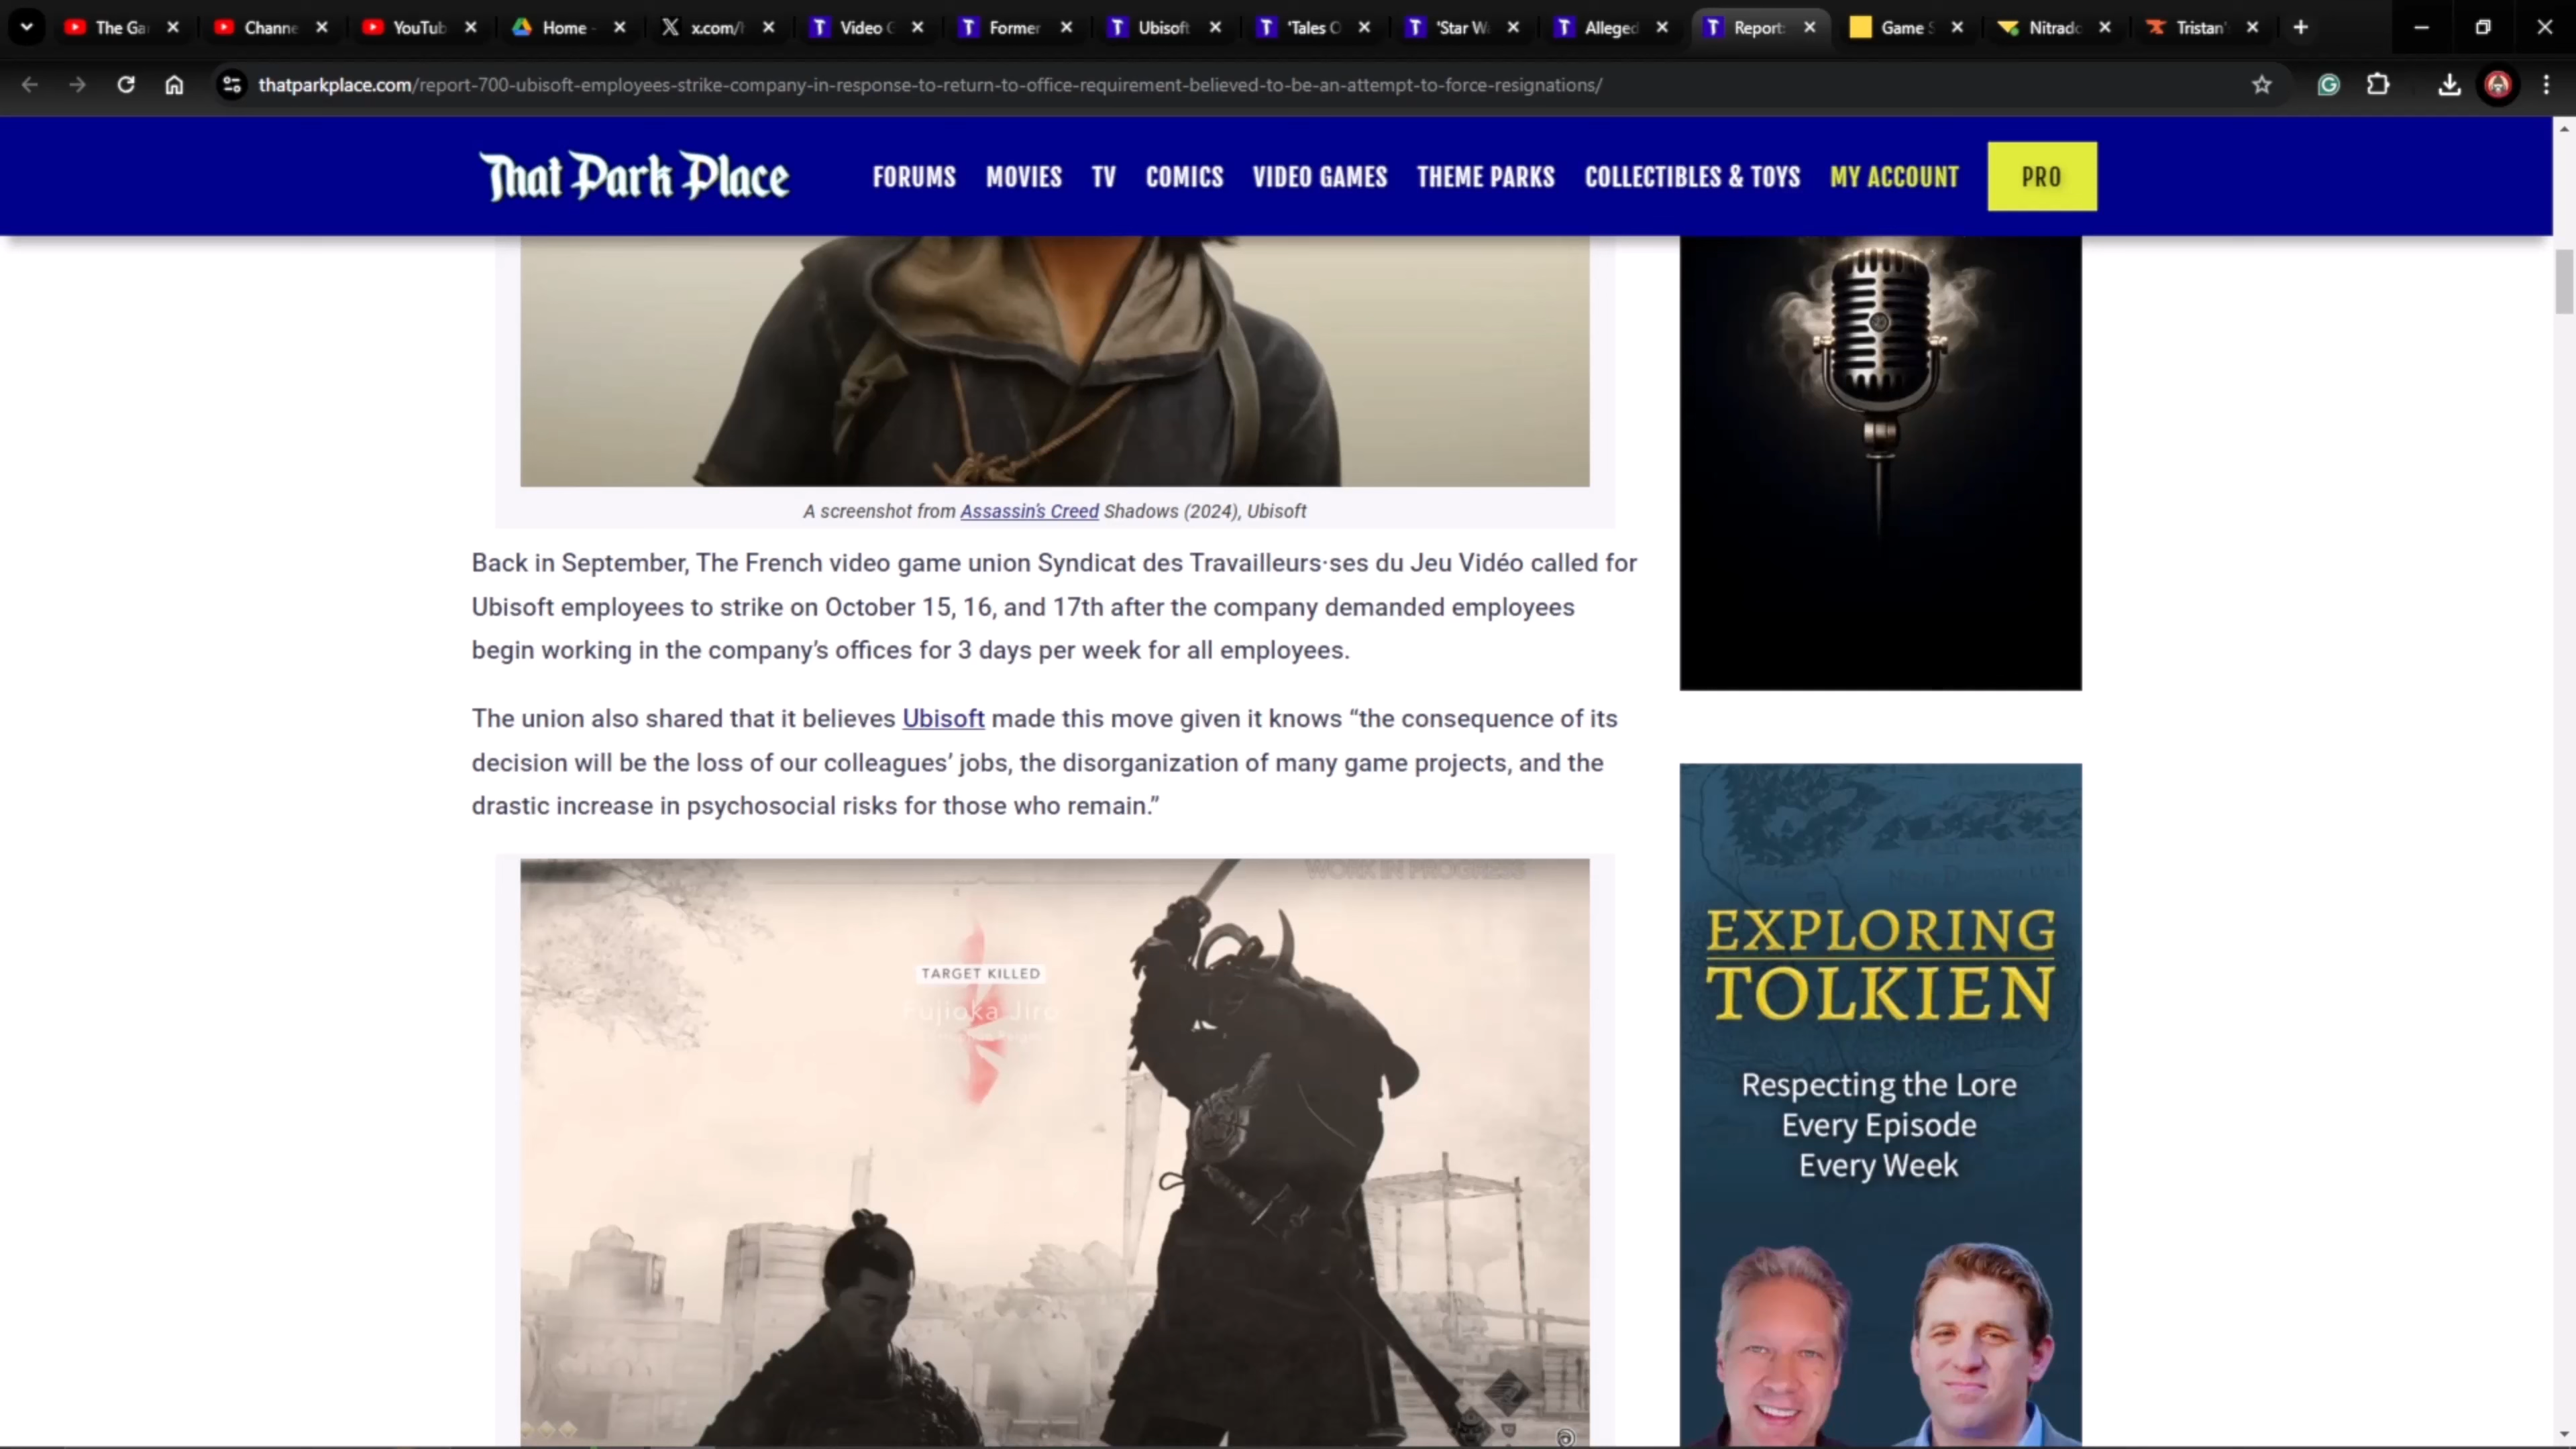 The Ga
Channe
YouTub
Home -
x.com/
Video G
Former
Ubisoft
'Tales O
'Star W
Alleged
Report:
Game S
Nitrado
Tristan'
thatparkplace.com/report-700-ubisoft-employees-strike-company-in-response-to-return-to-office-requirement-believed-to-be-an-attempt-to-force-resignations/
That Park Place
FORUMS MOVIES TV COMICS VIDEO GAMES THEME PARKS COLLECTIBLES & TOYS MY ACCOUNT PRO
A screenshot from Assassin's Creed Shadows (2024), Ubisoft
Back in September, The French video game union Syndicat des Travailleurs·ses du Jeu Vidéo called for
Ubisoft employees to strike on October 15, 16, and 17th after the company demanded employees
begin working in the company's offices for 3 days per week for all employees.
The union also shared that it believes Ubisoft made this move given it knows “the consequence of its
decision will be the loss of our colleagues' jobs, the disorganization of many game projects, and the
drastic increase in psychosocial risks for those who remain.”
WORK IN PROGRESS
TARGET KILLED
Fujioka Jiro
EXPLORING
TOLKIEN
Respecting the Lore
Every Episode
Every Week